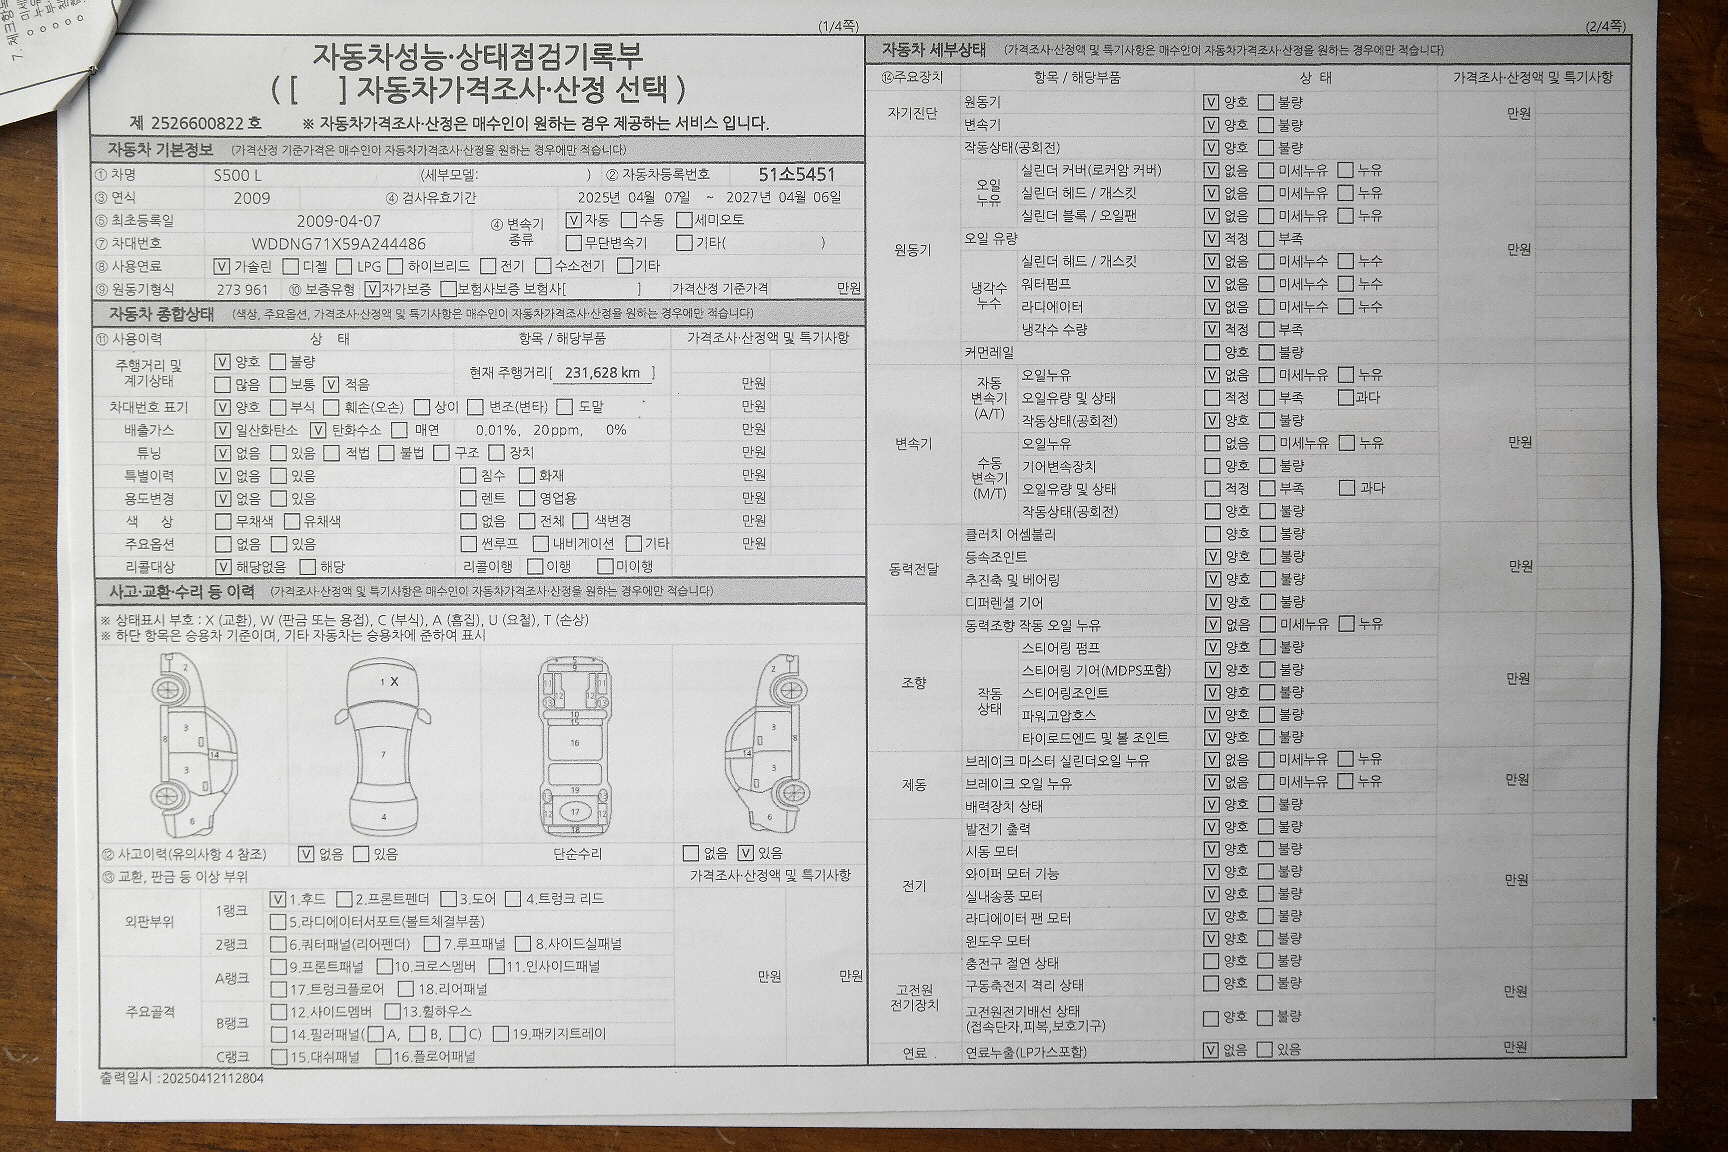 (1/4쪽)
자동차성능·상태점검기록부
( [ ] 자동차가격조사·산정 선택 )
제 2526600822 호 ※ 자동차가격조사·산정은 매수인이 원하는 경우 제공하는 서비스 입니다.
자동차 기본정보 (가격산정 기준가격은 매수인이 자동차가격조사·산정을 원하는 경우에만 적습니다)
① 차명 S500 L (세부모델: ) ② 자동차등록번호 51소5451
③ 연식 2009 ④ 검사유효기간 2025년 04월 07일 ~ 2027년 04월 06일
⑤ 최초등록일 2009-04-07 ④ 변속기 종류 [V]자동 [ ]수동 [ ]세미오토
⑦ 차대번호 WDDNG71X59A244486 [ ]무단변속기 [ ]기타( )
⑧ 사용연료 [V]가솔린 [ ]디젤 [ ]LPG [ ]하이브리드 [ ]전기 [ ]수소전기 [ ]기타
⑨ 원동기형식 273 961 ⑩ 보증유형 [V]자가보증 [ ]보험사보증 보험사[ ] 가격산정 기준가격 만원
자동차 종합상태 (색상, 주요옵션, 가격조사·산정액 및 특기사항은 매수인이 자동차가격조사·산정을 원하는 경우에만 적습니다)
⑪ 사용이력 상 태 항목 / 해당부품 가격조사·산정액 및 특기사항
주행거리 및 계기상태 [V]양호 [ ]불량 현재 주행거리[ 231,628 km ]
[ ]많음 [ ]보통 [V]적음 만원
차대번호 표기 [V]양호 [ ]부식 [ ]훼손(오손) [ ]상이 [ ]변조(변타) [ ]도말 만원
배출가스 [V]일산화탄소 [V]탄화수소 [ ]매연 0.01%, 20ppm, 0% 만원
튜닝 [V]없음 [ ]있음 [ ]적법 [ ]불법 [ ]구조 [ ]장치 만원
특별이력 [V]없음 [ ]있음 [ ]침수 [ ]화재 만원
용도변경 [V]없음 [ ]있음 [ ]렌트 [ ]영업용 만원
색 상 [ ]무채색 [ ]유채색 [ ]없음 [ ]전체 [ ]색변경 만원
주요옵션 [ ]없음 [ ]있음 [ ]썬루프 [ ]내비게이션 [ ]기타 만원
리콜대상 [V]해당없음 [ ]해당 리콜이행 [ ]이행 [ ]미이행
사고·교환·수리 등 이력 (가격조사·산정액 및 특기사항은 매수인이 자동차가격조사·산정을 원하는 경우에만 적습니다)
※ 상태표시 부호 : X (교환), W (판금 또는 용접), C (부식), A (흠집), U (요철), T (손상)
※ 하단 항목은 승용차 기준이며, 기타 자동차는 승용차에 준하여 표시
2 3 8 14 3 6
1 X 7 4
9 11 11 12 12 13 13 10 15 16 19 13 13 12 17 12 18
2 3 8 14 3 6
⑫ 사고이력(유의사항 4 참조) [V]없음 [ ]있음 단순수리 [ ]없음 [V]있음
⑬ 교환, 판금 등 이상 부위 가격조사·산정액 및 특기사항
외판부위 1랭크 [V]1.후드 [ ]2.프론트펜더 [ ]3.도어 [ ]4.트렁크 리드
[ ]5.라디에이터서포트(볼트체결부품)
2랭크 [ ]6.쿼터패널(리어펜더) [ ]7.루프패널 [ ]8.사이드실패널
주요골격 A랭크 [ ]9.프론트패널 [ ]10.크로스멤버 [ ]11.인사이드패널 만원 만원
[ ]17.트렁크플로어 [ ]18.리어패널
B랭크 [ ]12.사이드멤버 [ ]13.휠하우스
[ ]14.필러패널([ ]A, [ ]B, [ ]C) [ ]19.패키지트레이
C랭크 [ ]15.대쉬패널 [ ]16.플로어패널
출력일시 :20250412112804
(2/4쪽)
자동차 세부상태 (가격조사·산정액 및 특기사항은 매수인이 자동차가격조사·산정을 원하는 경우에만 적습니다)
⑭주요장치 항목 / 해당부품 상 태 가격조사·산정액 및 특기사항
자기진단 원동기 [V]양호 [ ]불량 만원
변속기 [V]양호 [ ]불량
원동기 작동상태(공회전) [V]양호 [ ]불량 만원
오일 누유 실린더 커버(로커암 커버) [V]없음 [ ]미세누유 [ ]누유
실린더 헤드 / 개스킷 [V]없음 [ ]미세누유 [ ]누유
실린더 블록 / 오일팬 [V]없음 [ ]미세누유 [ ]누유
오일 유량 [V]적정 [ ]부족
냉각수 누수 실린더 헤드 / 개스킷 [V]없음 [ ]미세누수 [ ]누수
워터펌프 [V]없음 [ ]미세누수 [ ]누수
라디에이터 [V]없음 [ ]미세누수 [ ]누수
냉각수 수량 [V]적정 [ ]부족
커먼레일 [ ]양호 [ ]불량
변속기 자동 변속기 (A/T) 오일누유 [V]없음 [ ]미세누유 [ ]누유 만원
오일유량 및 상태 [ ]적정 [ ]부족 [ ]과다
작동상태(공회전) [V]양호 [ ]불량
수동 변속기 (M/T) 오일누유 [ ]없음 [ ]미세누유 [ ]누유
기어변속장치 [ ]양호 [ ]불량
오일유량 및 상태 [ ]적정 [ ]부족 [ ]과다
작동상태(공회전) [ ]양호 [ ]불량
동력전달 클러치 어셈블리 [ ]양호 [ ]불량 만원
등속조인트 [V]양호 [ ]불량
추진축 및 베어링 [V]양호 [ ]불량
디퍼렌셜 기어 [V]양호 [ ]불량
조향 동력조향 작동 오일 누유 [V]없음 [ ]미세누유 [ ]누유 만원
작동 상태 스티어링 펌프 [V]양호 [ ]불량
스티어링 기어(MDPS포함) [V]양호 [ ]불량
스티어링조인트 [V]양호 [ ]불량
파워고압호스 [V]양호 [ ]불량
타이로드엔드 및 볼 조인트 [V]양호 [ ]불량
제동 브레이크 마스터 실린더오일 누유 [V]없음 [ ]미세누유 [ ]누유 만원
브레이크 오일 누유 [V]없음 [ ]미세누유 [ ]누유
배력장치 상태 [V]양호 [ ]불량
전기 발전기 출력 [V]양호 [ ]불량 만원
시동 모터 [V]양호 [ ]불량
와이퍼 모터 기능 [V]양호 [ ]불량
실내송풍 모터 [V]양호 [ ]불량
라디에이터 팬 모터 [V]양호 [ ]불량
윈도우 모터 [V]양호 [ ]불량
고전원 전기장치 충전구 절연 상태 [ ]양호 [ ]불량 만원
구동축전지 격리 상태 [ ]양호 [ ]불량
고전원전기배선 상태 (접속단자,피복,보호기구) [ ]양호 [ ]불량
연료 연료누출(LP가스포함) [V]없음 [ ]있음 만원